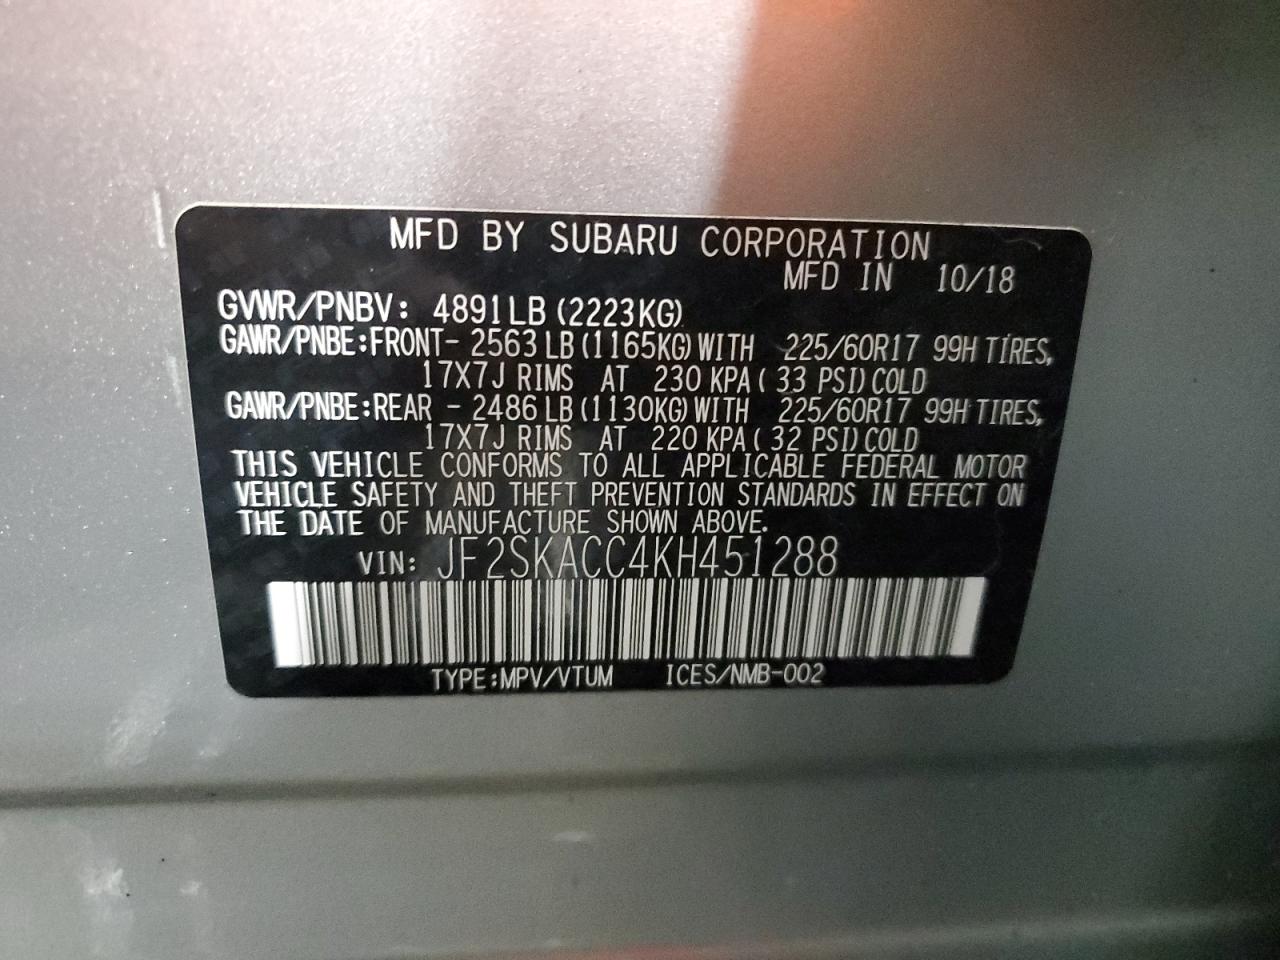 MFD BY SUBARU CORPORATION
MFD IN 10/18
GVWR/PNBV: 4891LB (2223KG)
GAWR/PNBE:FRONT- 2563 LB (1165KG) WITH 225/60R17 99H TIRES,
17X7J RIMS AT 230 KPA ( 33 PSI) COLD
GAWR/PNBE:REAR - 2486 LB (1130KG) WITH 225/60R17 99H TIRES,
17X7J RIMS AT 220 KPA ( 32 PSI) COLD
THIS VEHICLE CONFORMS TO ALL APPLICABLE FEDERAL MOTOR
VEHICLE SAFETY AND THEFT PREVENTION STANDARDS IN EFFECT ON
THE DATE OF MANUFACTURE SHOWN ABOVE.
VIN: JF2SKACC4KH451288
TYPE:MPV/VTUM ICES/NMB-002